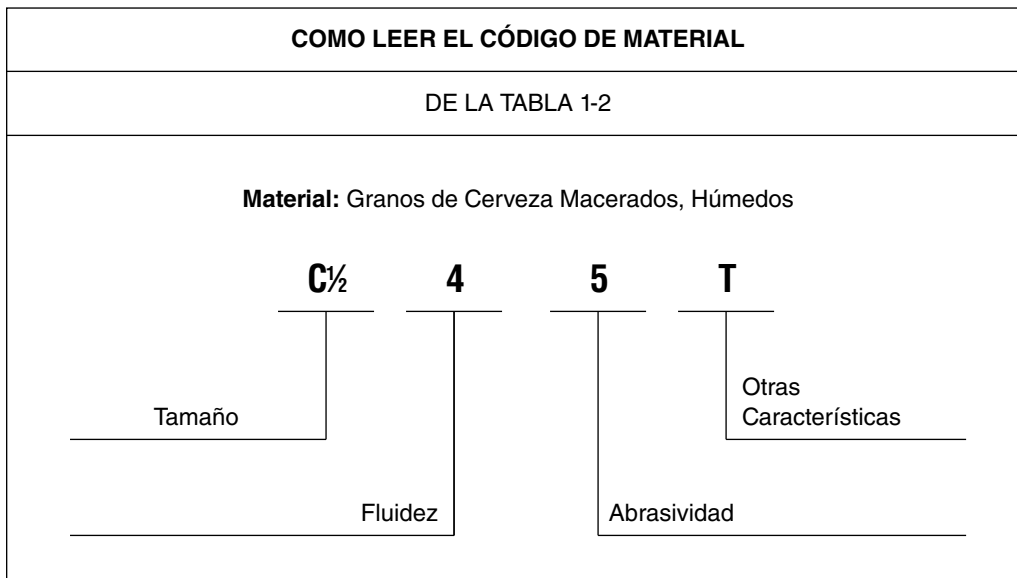 COMO LEER EL CÓDIGO DE MATERIAL
DE LA TABLA 1-2
Material: Granos de Cerveza Macerados, Húmedos
C½ 4 5 T
Otras
Tamaño Características
Fluidez Abrasividad